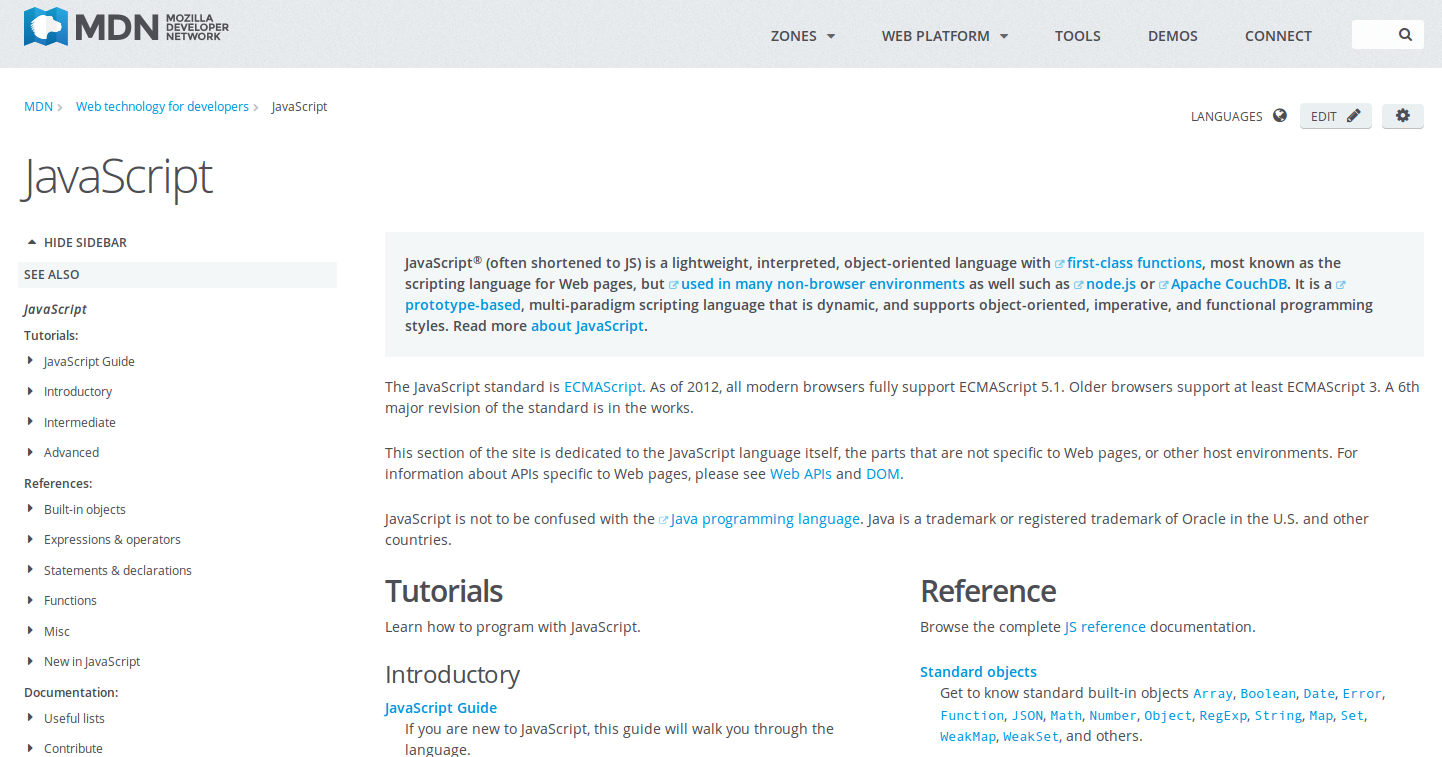 MDN MOZILLA
DEVELOPER
NETWORK
ZONES WEB PLATFORM TOOLS DEMOS CONNECT
MDN Web technology for developers JavaScript
LANGUAGES EDIT
JavaScript
HIDE SIDEBAR
SEE ALSO
JavaScript
Tutorials:
JavaScript Guide
Introductory
Intermediate
Advanced
References:
Built-in objects
Expressions & operators
Statements & declarations
Functions
Misc
New in JavaScript
Documentation:
Useful lists
Contribute
JavaScript® (often shortened to JS) is a lightweight, interpreted, object-oriented language with first-class functions, most known as the
scripting language for Web pages, but used in many non-browser environments as well such as node.js or Apache CouchDB. It is a
prototype-based, multi-paradigm scripting language that is dynamic, and supports object-oriented, imperative, and functional programming
styles. Read more about JavaScript.
The JavaScript standard is ECMAScript. As of 2012, all modern browsers fully support ECMAScript 5.1. Older browsers support at least ECMAScript 3. A 6th
major revision of the standard is in the works.
This section of the site is dedicated to the JavaScript language itself, the parts that are not specific to Web pages, or other host environments. For
information about APIs specific to Web pages, please see Web APIs and DOM.
JavaScript is not to be confused with the Java programming language. Java is a trademark or registered trademark of Oracle in the U.S. and other
countries.
Tutorials
Learn how to program with JavaScript.
Introductory
JavaScript Guide
If you are new to JavaScript, this guide will walk you through the
language.
Reference
Browse the complete JS reference documentation.
Standard objects
Get to know standard built-in objects Array, Boolean, Date, Error,
Function, JSON, Math, Number, Object, RegExp, String, Map, Set,
WeakMap, WeakSet, and others.